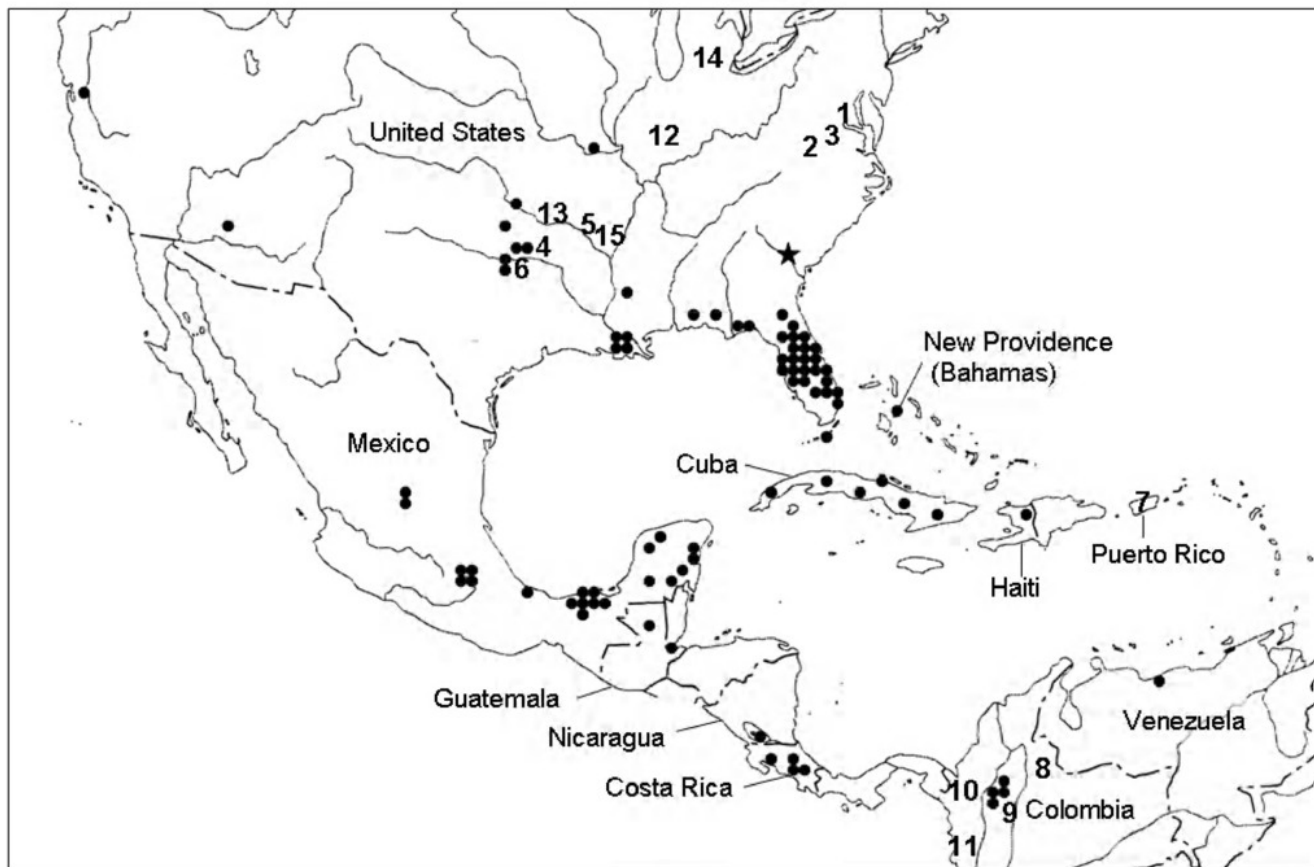 14
1
United States
12
3
2
13
5
15
4
6
New Providence
(Bahamas)
Mexico
Cuba
7
Puerto Rico
Haiti
Guatemala
Nicaragua
Venezuela
8
Costa Rica
10
9 Colombia
11